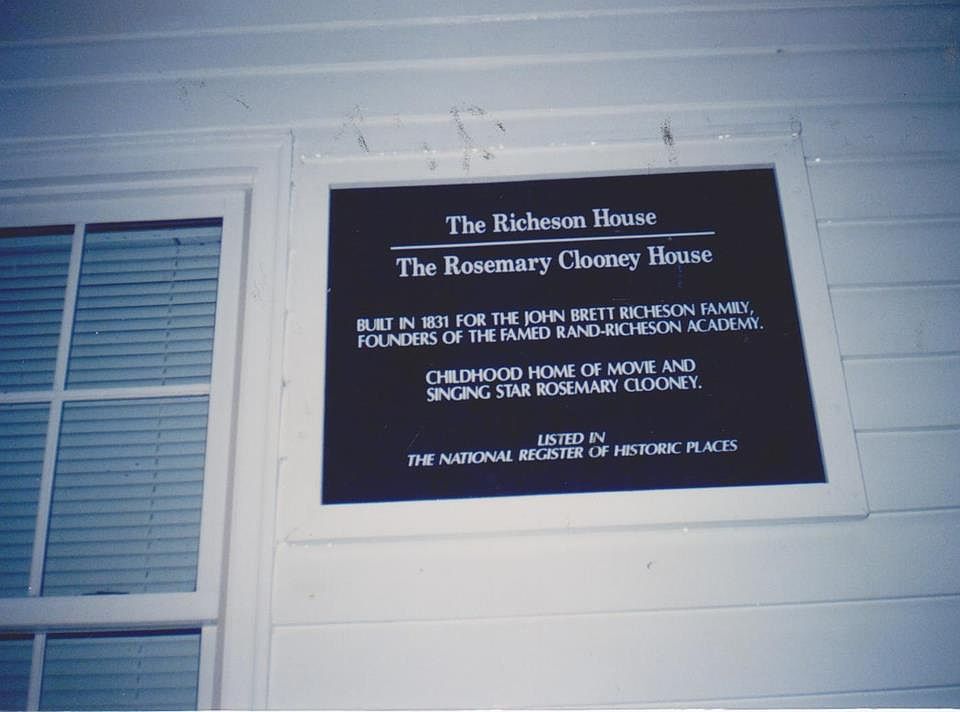 The Richeson House
The Rosemary Clooney House
BUILT IN 1831 FOR THE JOHN BRETT RICHESON FAMILY,
FOUNDERS OF THE FAMED RAND-RICHESON ACADEMY.
CHILDHOOD HOME OF MOVIE AND
SINGING STAR ROSEMARY CLOONEY.
LISTED IN
THE NATIONAL REGISTER OF HISTORIC PLACES